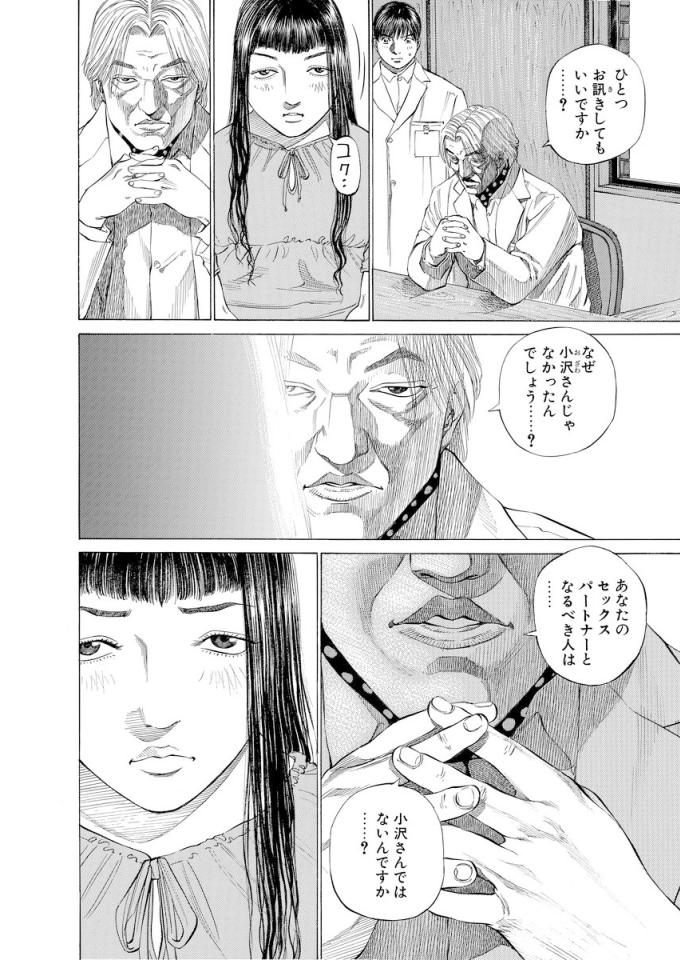 ひとつ
お訊きしても
いいですか
……?
コク…
なぜ
小沢さんじゃ
なかったん
でしょう……?
あなたの
セックス
パートナーと
なるべき人は
……
小沢さんでは
ないんですか
……?